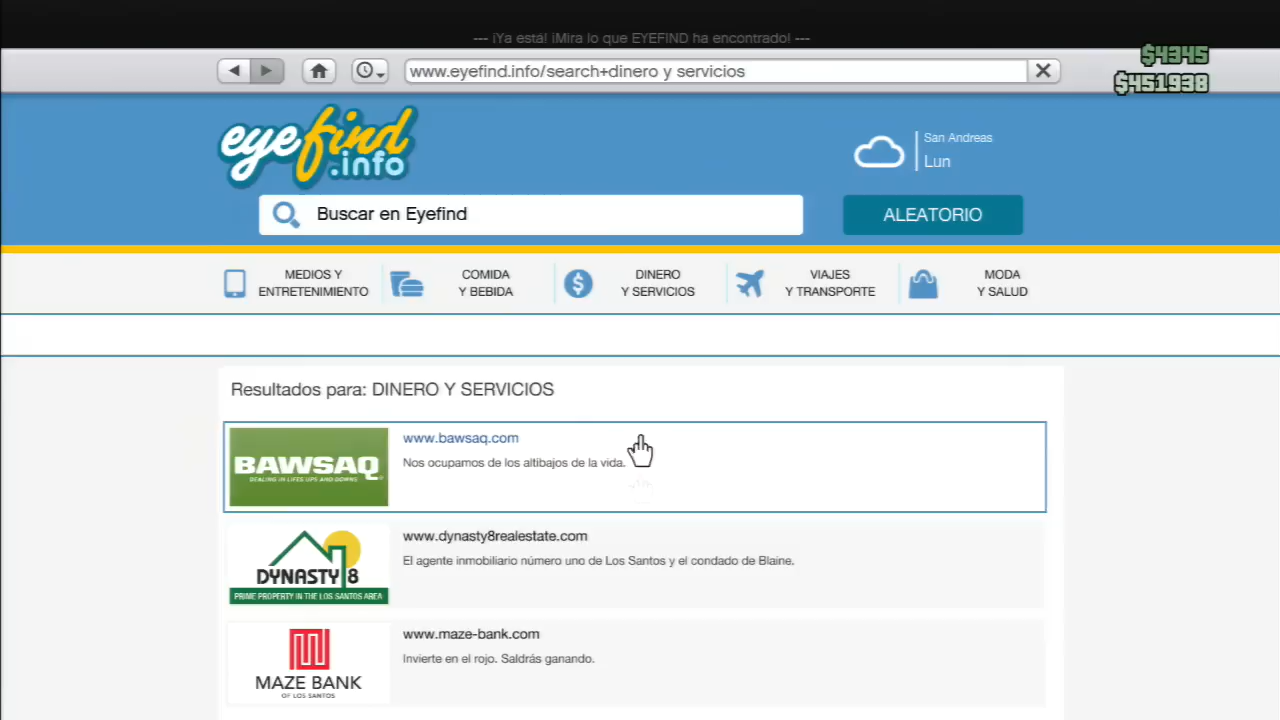 --- ¡Ya está! ¡Mira lo que EYEFIND ha encontrado! ---
$4345
www.eyefind.info/search+dinero y servicios
$451938
eyefind
.info
San Andreas
Lun
Buscar en Eyefind
ALEATORIO
MEDIOS Y
ENTRETENIMIENTO
COMIDA
Y BEBIDA
DINERO
Y SERVICIOS
VIAJES
Y TRANSPORTE
MODA
Y SALUD
Resultados para: DINERO Y SERVICIOS
BAWSAQ
DEALING IN LIFES UPS AND DOWNS
www.bawsaq.com
Nos ocupamos de los altibajos de la vida.
DYNASTY 8
PRIME PROPERTY IN THE LOS SANTOS AREA
www.dynasty8realestate.com
El agente inmobiliario número uno de Los Santos y el condado de Blaine.
MAZE BANK
OF LOS SANTOS
www.maze-bank.com
Invierte en el rojo. Saldrás ganando.